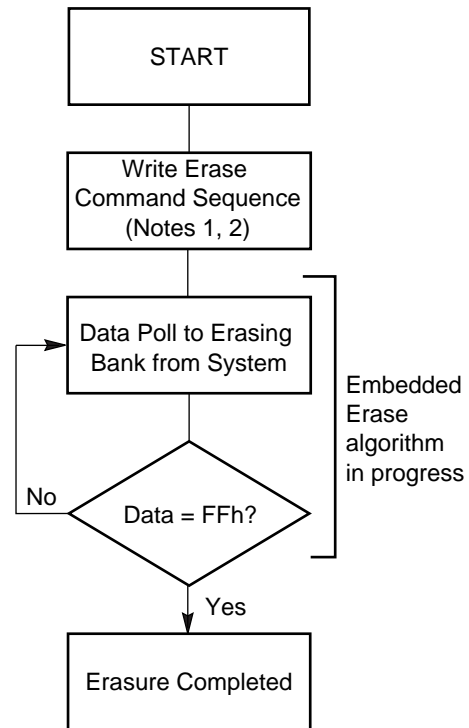 START
Write Erase
Command Sequence
(Notes 1, 2)
Data Poll to Erasing
Bank from System
Embedded
Erase
algorithm
in progress
No
Data = FFh?
Yes
Erasure Completed